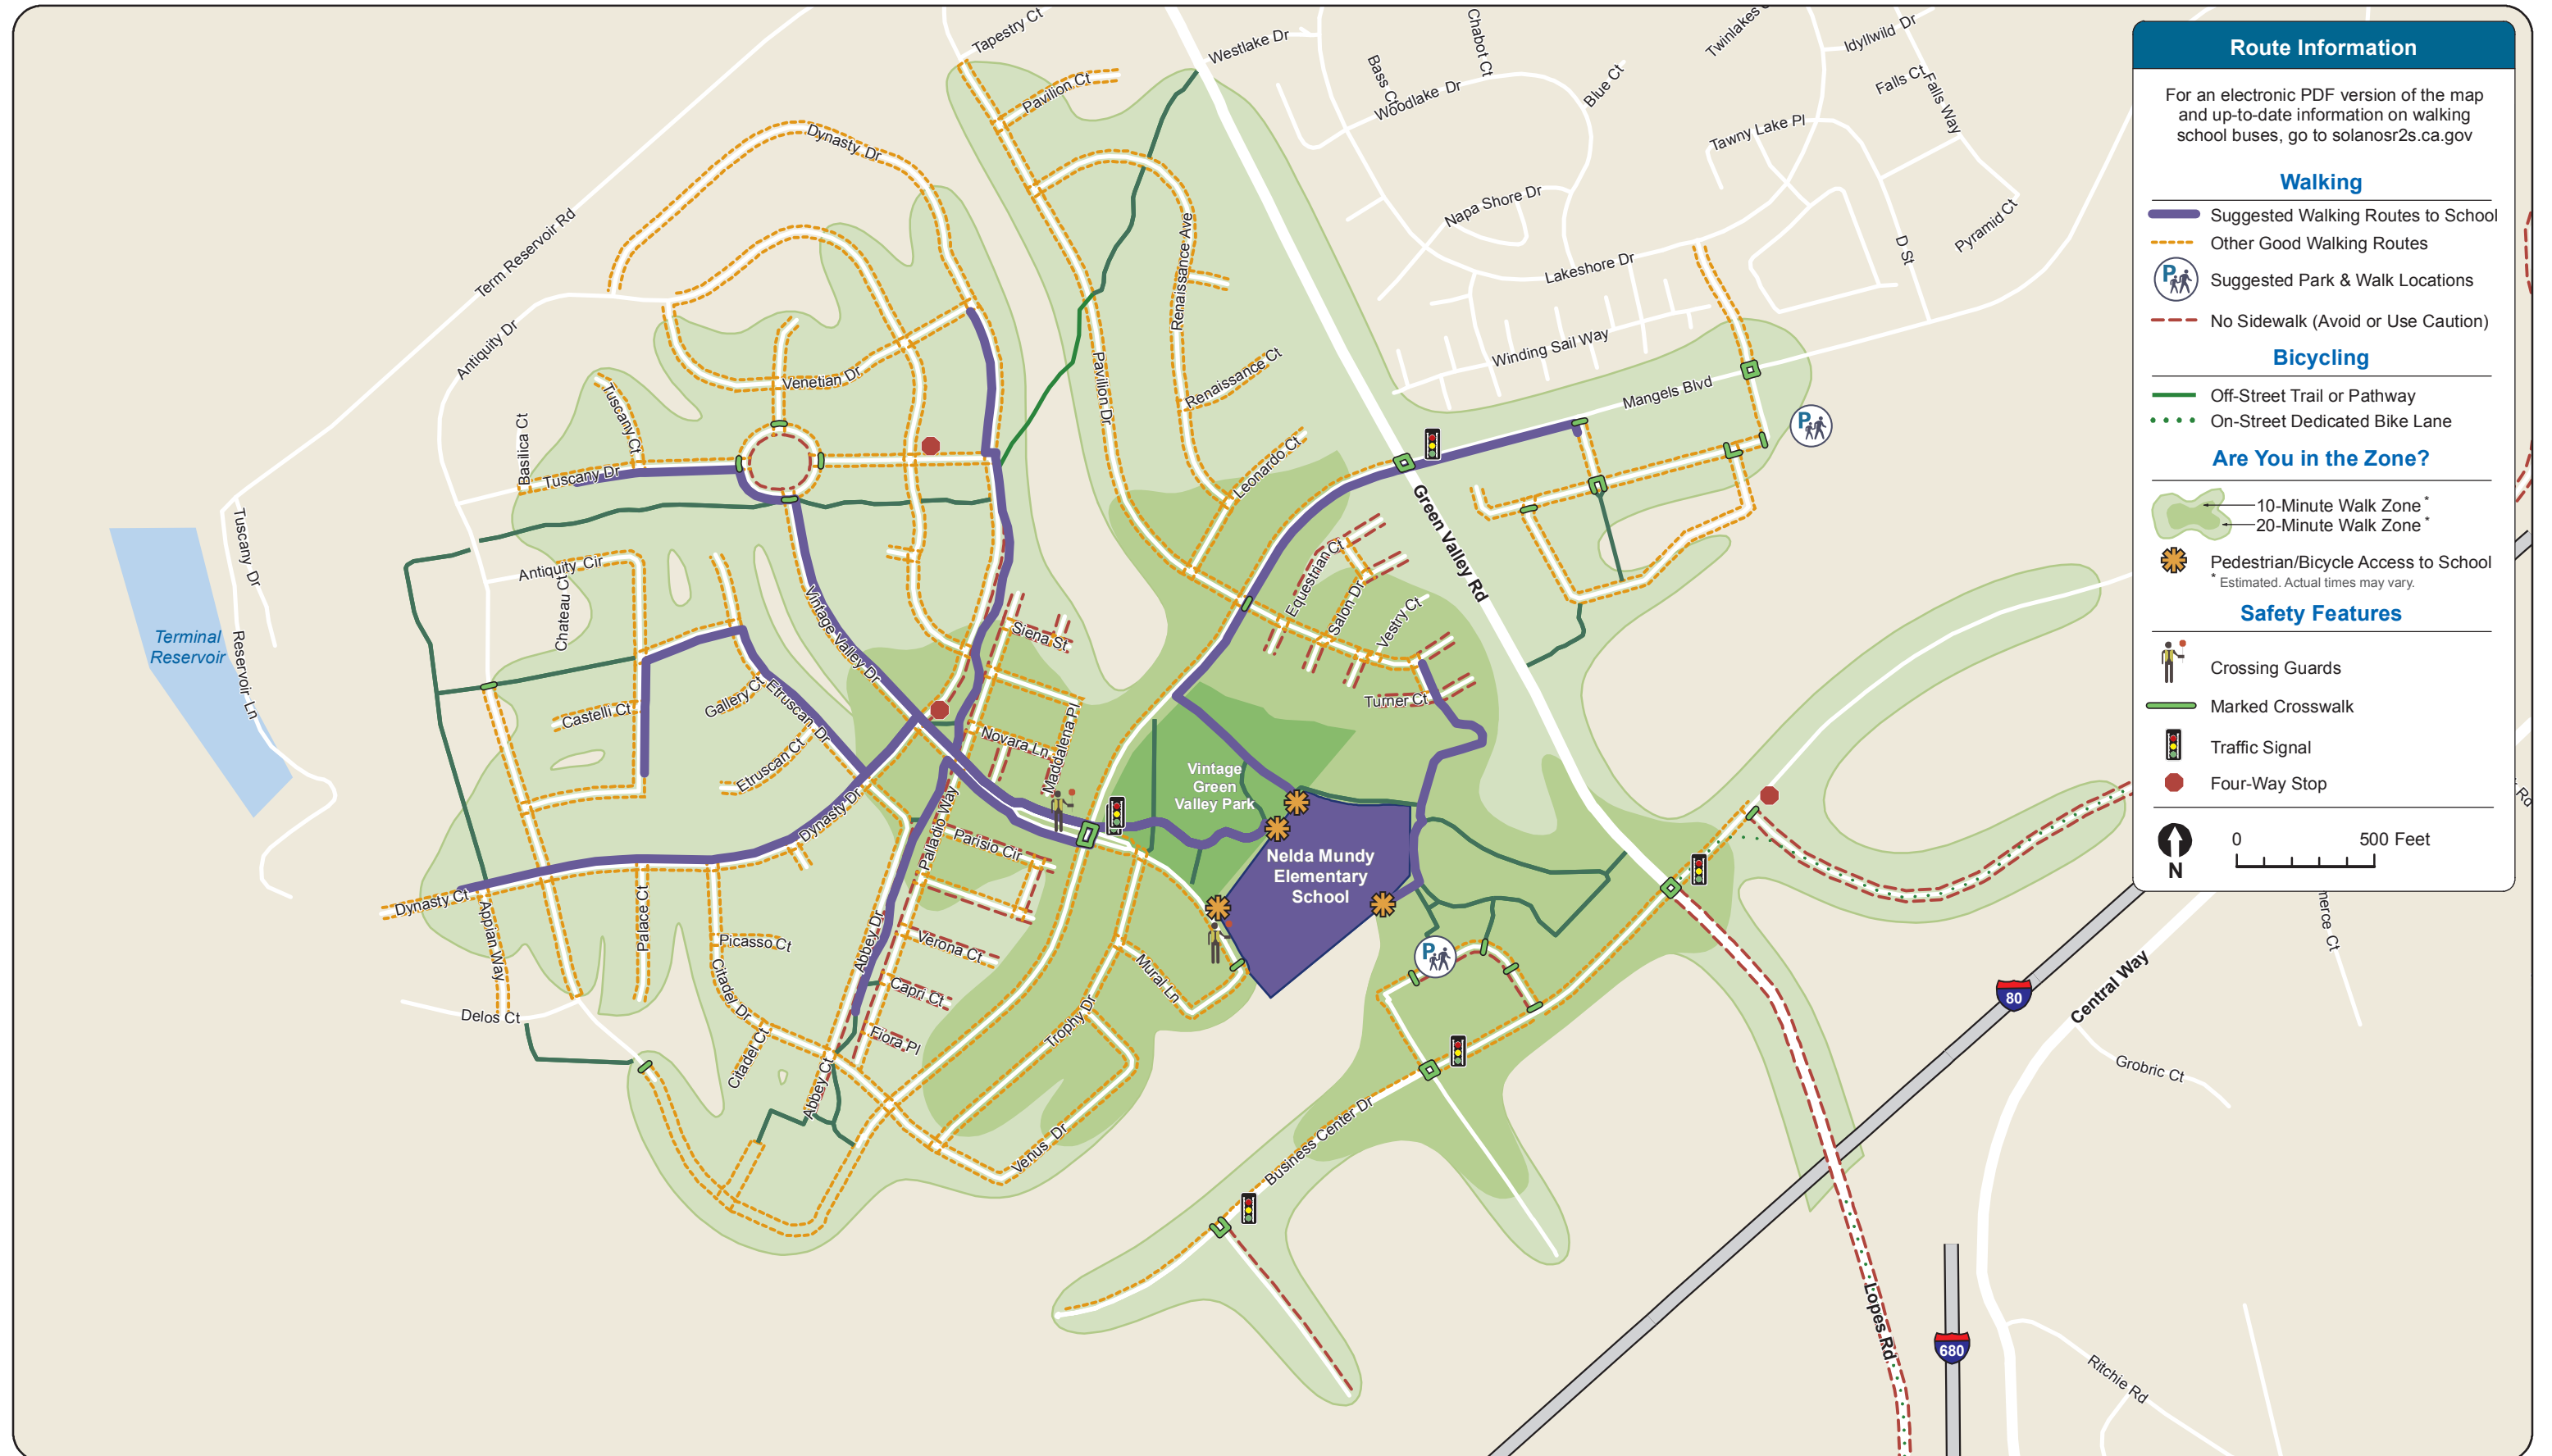 Tapestry Ct
Westlake Dr
Chabot Ct
Bass Ct
Woodlake Dr
Blue Ct
Twinlakes
Idyllwild Dr
Falls Ct
Falls Way
Tawny Lake Pl
Pavilion Ct
Dynasty Dr
Napa Shore Dr
Pyramid Ct
D St
Term Reservoir Rd
Renaissance Ave
Lakeshore Dr
Antiquity Dr
Winding Sail Way
Mangels Blvd
Venetian Dr
Pavilion Dr
Renaissance Ct
Tuscany Ct
Basilica Ct
Tuscany Dr
Leonardo Ct
Green Valley Rd
Tuscany Dr
Antiquity Cir
Chateau Ct
Equestrian Ct
Salon Dr
Vestry Ct
Vintage Valley Dr
Siena St
Terminal
Reservoir
Reservoir Ln
Gallery Ct
Etruscan Dr
Castelli Ct
Turner Ct
Novara Ln
Maddalena Pl
Etruscan Ct
Vintage
Green
Valley Park
Dynasty Dr
Palladio Way
Parisio Cir
Nelda Mundy
Elementary
School
Dynasty Ct
Appian Way
Palace Ct
Picasso Ct
Citadel Dr
Abbey Dr
Verona Ct
Capri Ct
Mural Ln
Delos Ct
Fiora Pl
Trophy Dr
Citadel Ct
Abbey Ct
Venus Dr
Business Center Dr
80
Central Way
merce Ct
Grobric Ct
Lopes Rd
680
Ritchie Rd
Rd
Route Information
For an electronic PDF version of the map
and up-to-date information on walking
school buses, go to solanosr2s.ca.gov
Walking
Suggested Walking Routes to School
Other Good Walking Routes
P
Suggested Park & Walk Locations
No Sidewalk (Avoid or Use Caution)
Bicycling
Off-Street Trail or Pathway
On-Street Dedicated Bike Lane
Are You in the Zone?
10-Minute Walk Zone *
20-Minute Walk Zone *
Pedestrian/Bicycle Access to School
* Estimated. Actual times may vary.
Safety Features
Crossing Guards
Marked Crosswalk
Traffic Signal
Four-Way Stop
N
0 500 Feet
P
P